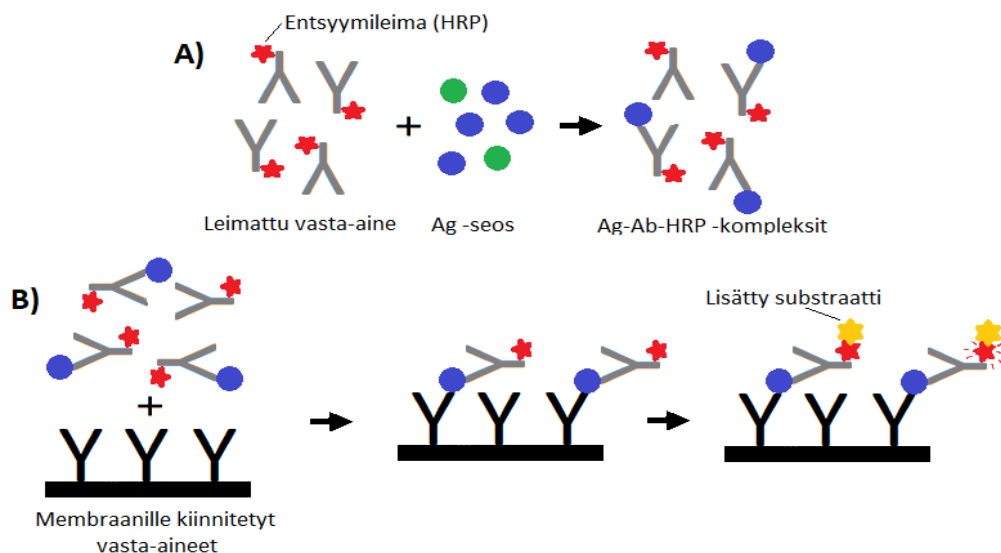 Entsyymileima (HRP)
A)
+
Leimattu vasta-aine
Ag -seos
Ag-Ab-HRP -kompleksit
B)
Lisätty substraatti
+
Membraanille kiinnitetyt
vasta-aineet